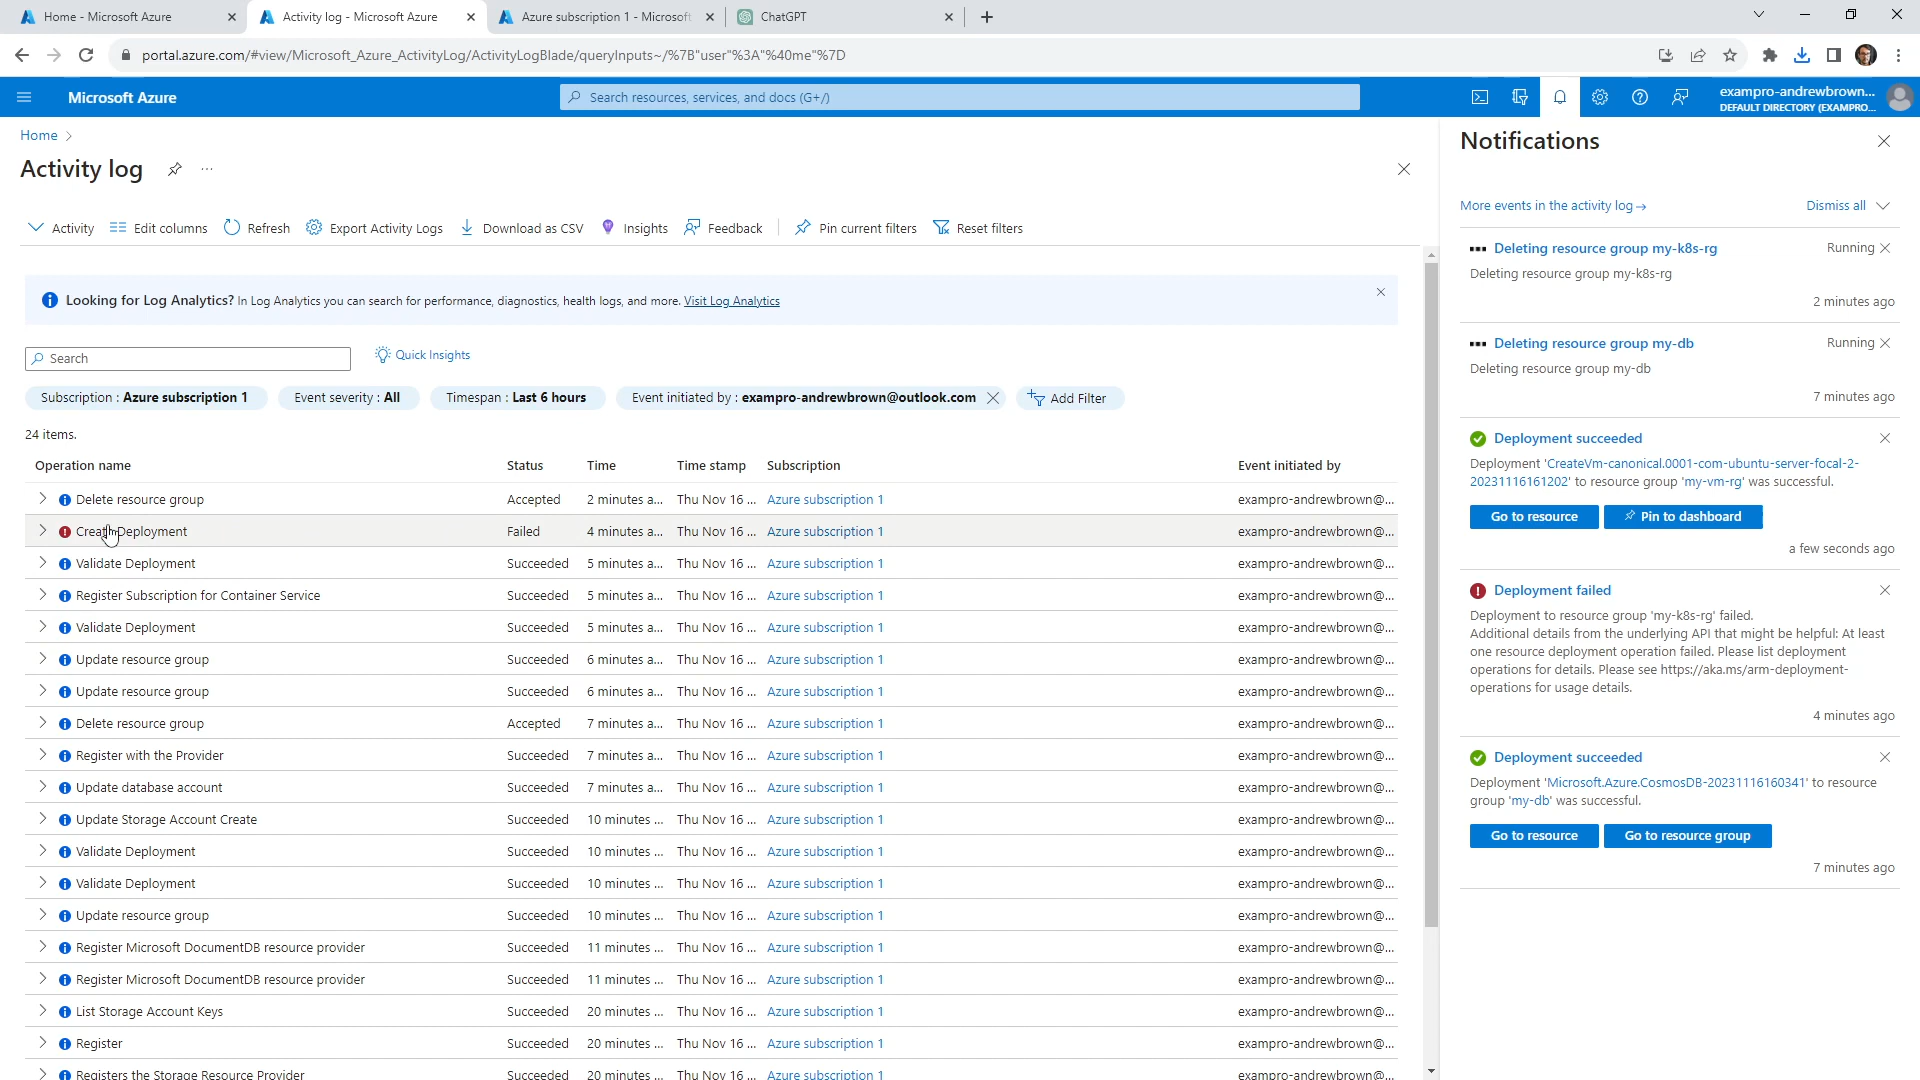 Home - Microsoft Azure
Activity log - Microsoft Azure
Azure subscription 1 - Microsoft
ChatGPT
portal.azure.com/#view/Microsoft_Azure_ActivityLog/ActivityLogBlade/queryInputs~/%7B"user"%3A"%40me"%7D
Microsoft Azure
Search resources, services, and docs (G+/)
exampro-andrewbrown...
DEFAULT DIRECTORY (EXAMPRO...
Home
Activity log
Activity
Edit columns
Refresh
Export Activity Logs
Download as CSV
Insights
Feedback
Pin current filters
Reset filters
Looking for Log Analytics? In Log Analytics you can search for performance, diagnostics, health logs, and more. Visit Log Analytics
Search
Quick Insights
Subscription : Azure subscription 1
Event severity : All
Timespan : Last 6 hours
Event initiated by : exampro-andrewbrown@outlook.com
Add Filter
24 items.
Operation name Status Time Time stamp Subscription Event initiated by
Delete resource group Accepted 2 minutes a... Thu Nov 16 ... Azure subscription 1 exampro-andrewbrown@...
Create Deployment Failed 4 minutes a... Thu Nov 16 ... Azure subscription 1 exampro-andrewbrown@...
Validate Deployment Succeeded 5 minutes a... Thu Nov 16 ... Azure subscription 1 exampro-andrewbrown@...
Register Subscription for Container Service Succeeded 5 minutes a... Thu Nov 16 ... Azure subscription 1 exampro-andrewbrown@...
Validate Deployment Succeeded 5 minutes a... Thu Nov 16 ... Azure subscription 1 exampro-andrewbrown@...
Update resource group Succeeded 6 minutes a... Thu Nov 16 ... Azure subscription 1 exampro-andrewbrown@...
Update resource group Succeeded 6 minutes a... Thu Nov 16 ... Azure subscription 1 exampro-andrewbrown@...
Delete resource group Accepted 7 minutes a... Thu Nov 16 ... Azure subscription 1 exampro-andrewbrown@...
Register with the Provider Succeeded 7 minutes a... Thu Nov 16 ... Azure subscription 1 exampro-andrewbrown@...
Update database account Succeeded 7 minutes a... Thu Nov 16 ... Azure subscription 1 exampro-andrewbrown@...
Update Storage Account Create Succeeded 10 minutes ... Thu Nov 16 ... Azure subscription 1 exampro-andrewbrown@...
Validate Deployment Succeeded 10 minutes ... Thu Nov 16 ... Azure subscription 1 exampro-andrewbrown@...
Validate Deployment Succeeded 10 minutes ... Thu Nov 16 ... Azure subscription 1 exampro-andrewbrown@...
Update resource group Succeeded 10 minutes ... Thu Nov 16 ... Azure subscription 1 exampro-andrewbrown@...
Register Microsoft DocumentDB resource provider Succeeded 11 minutes ... Thu Nov 16 ... Azure subscription 1 exampro-andrewbrown@...
Register Microsoft DocumentDB resource provider Succeeded 11 minutes ... Thu Nov 16 ... Azure subscription 1 exampro-andrewbrown@...
List Storage Account Keys Succeeded 20 minutes ... Thu Nov 16 ... Azure subscription 1 exampro-andrewbrown@...
Register Succeeded 20 minutes ... Thu Nov 16 ... Azure subscription 1 exampro-andrewbrown@...
Registers the Storage Resource Provider Succeeded 20 minutes ... Thu Nov 16 ... Azure subscription 1 exampro-andrewbrown@...
Notifications
More events in the activity log →
Dismiss all
Deleting resource group my-k8s-rg Running
Deleting resource group my-k8s-rg
2 minutes ago
Deleting resource group my-db Running
Deleting resource group my-db
7 minutes ago
Deployment succeeded
Deployment 'CreateVm-canonical.0001-com-ubuntu-server-focal-2-
20231116161202' to resource group 'my-vm-rg' was successful.
Go to resource
Pin to dashboard
a few seconds ago
Deployment failed
Deployment to resource group 'my-k8s-rg' failed.
Additional details from the underlying API that might be helpful: At least
one resource deployment operation failed. Please list deployment
operations for details. Please see https://aka.ms/arm-deployment-
operations for usage details.
4 minutes ago
Deployment succeeded
Deployment 'Microsoft.Azure.CosmosDB-20231116160341' to resource
group 'my-db' was successful.
Go to resource
Go to resource group
7 minutes ago